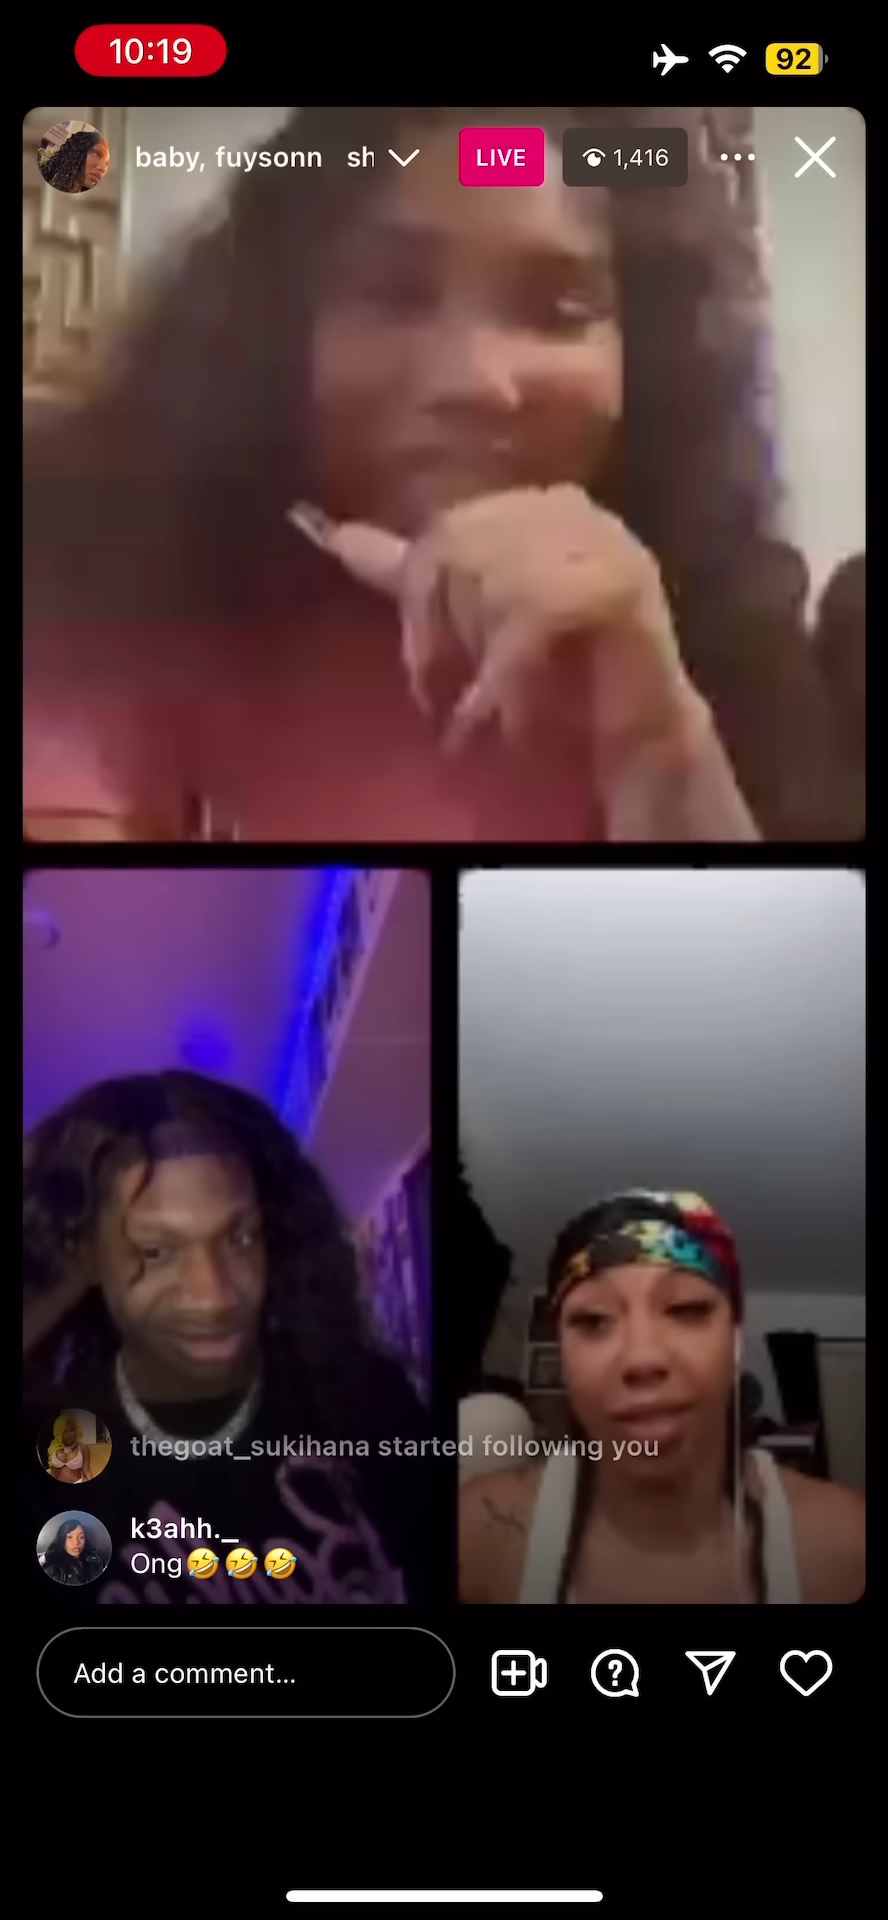 10:19
92
baby, fuysonn sh
LIVE
1,416
thegoat_sukihana started following you
k3ahh._
Ong🤣🤣🤣
Add a comment...